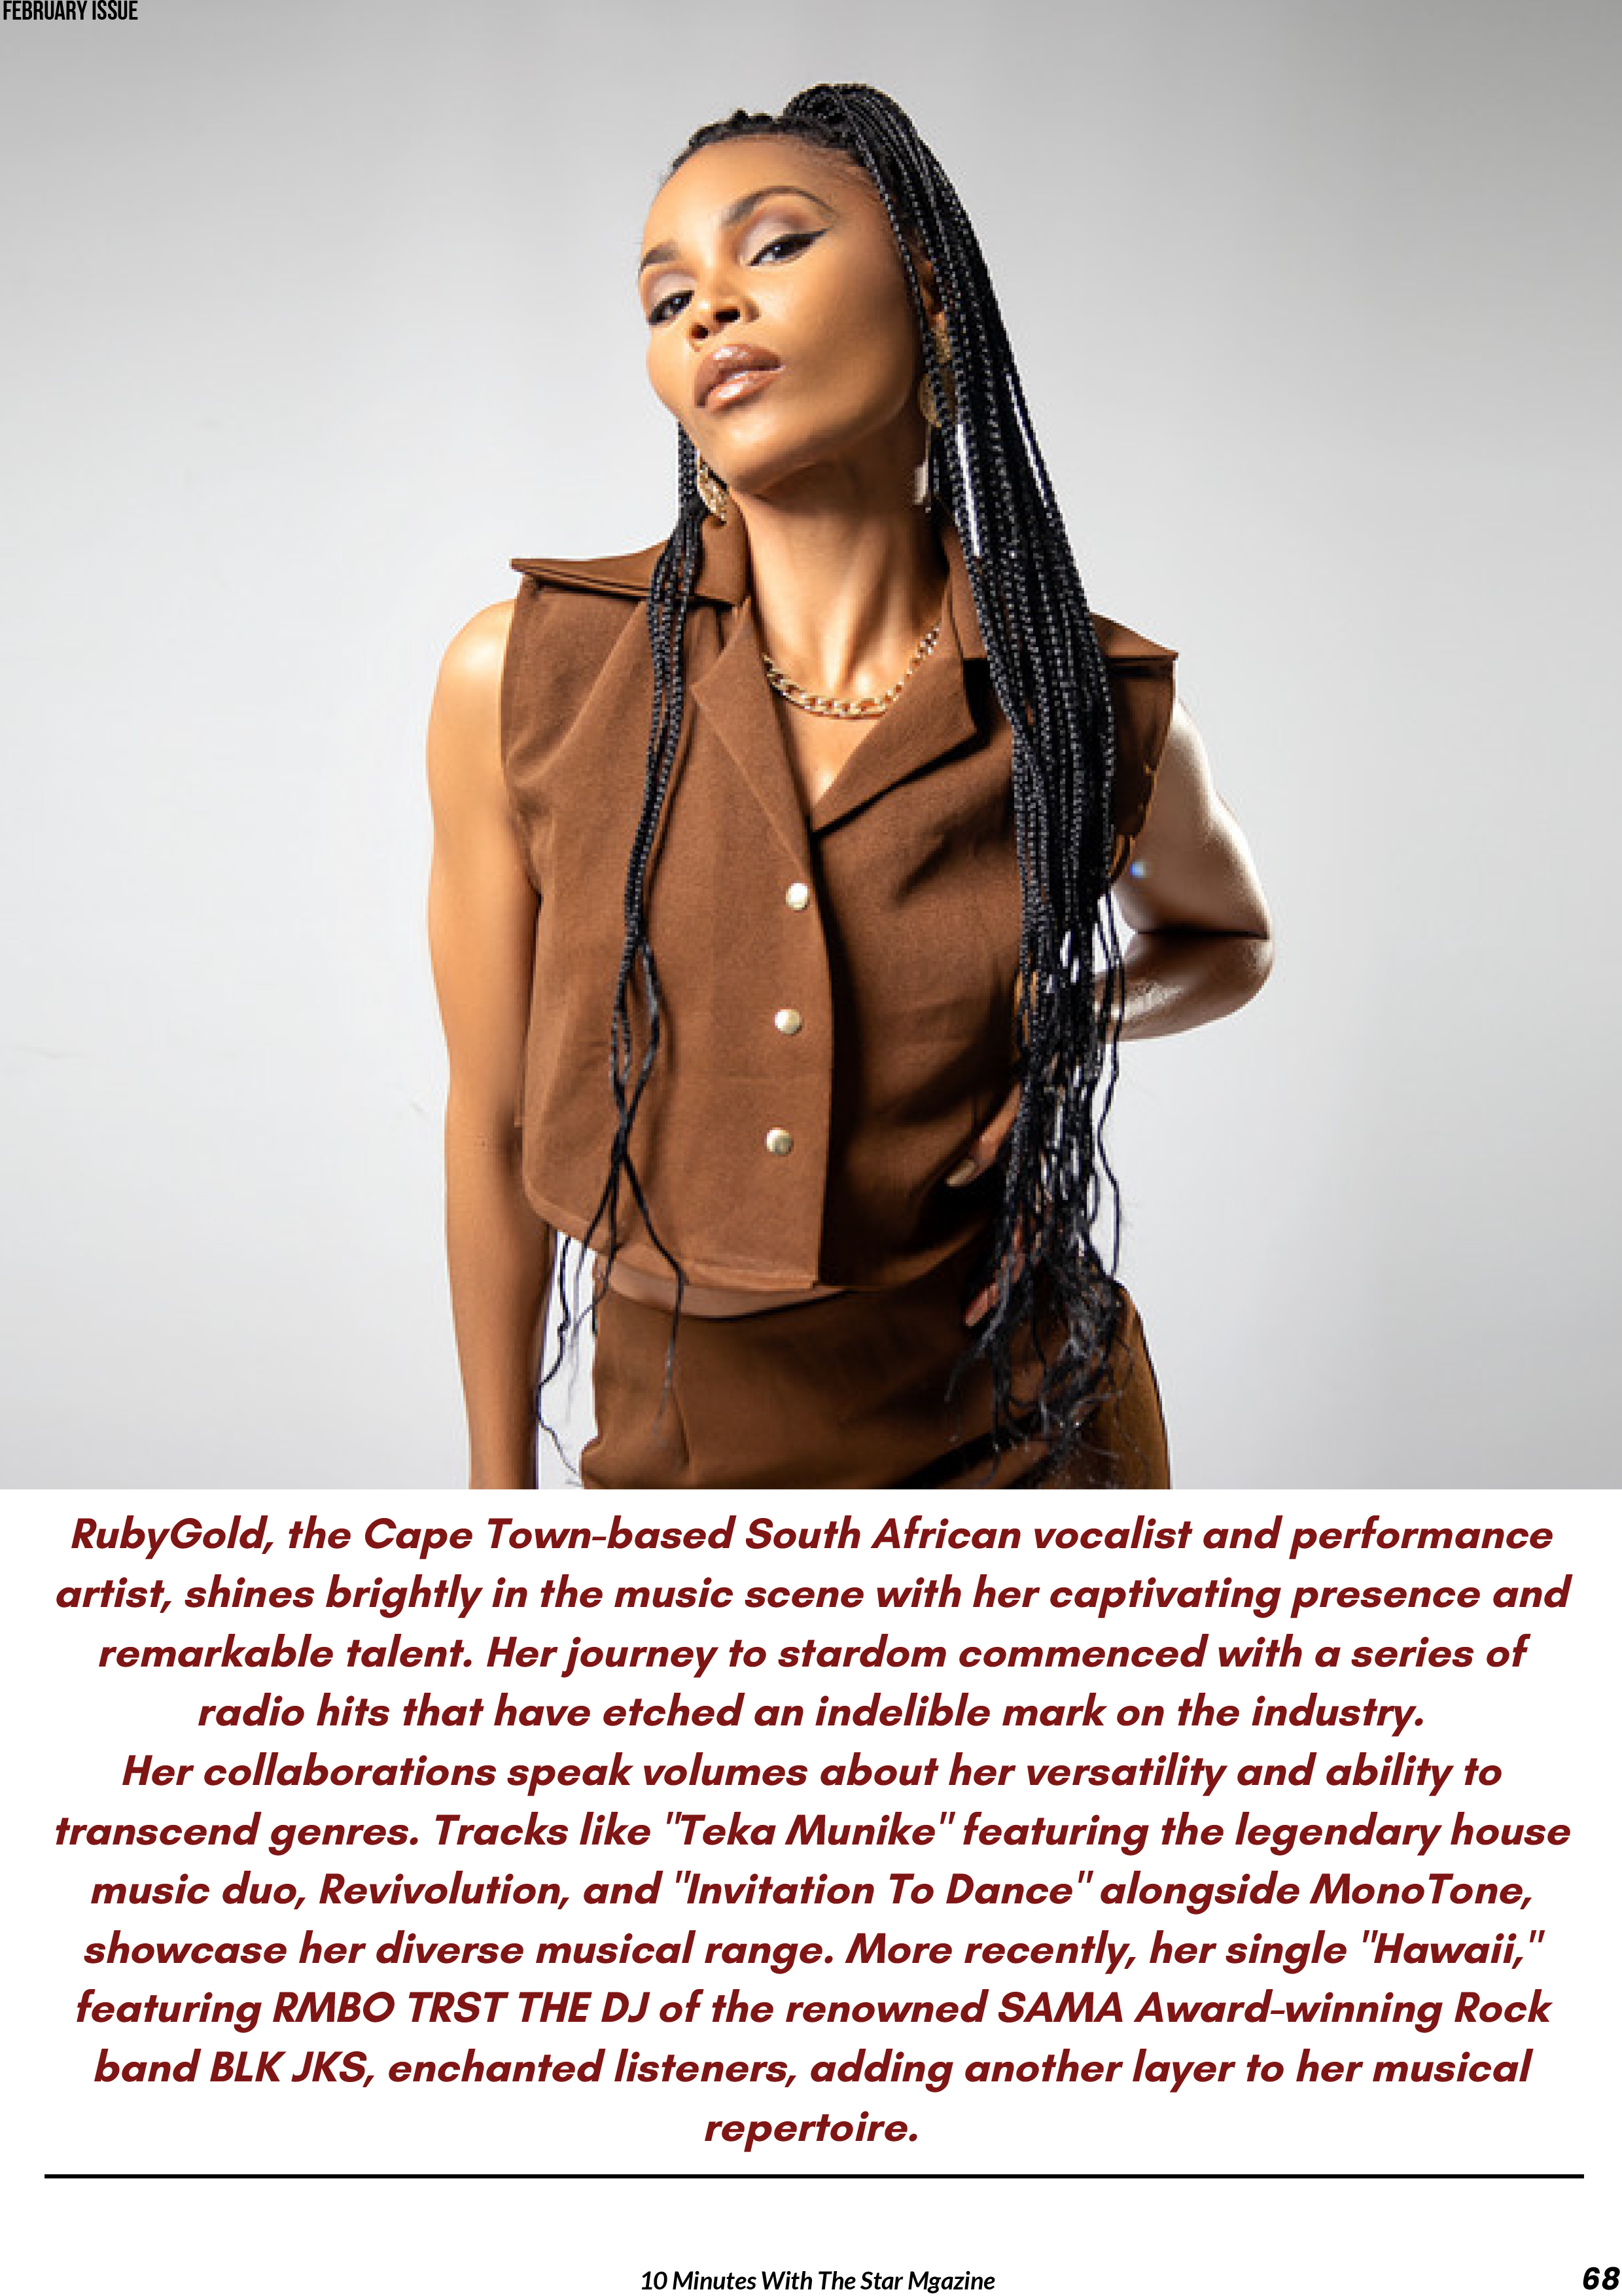 FEBRUARY ISSUE
RubyGold, the Cape Town-based South African vocalist and performance
artist, shines brightly in the music scene with her captivating presence and
remarkable talent. Her journey to stardom commenced with a series of
radio hits that have etched an indelible mark on the industry.
Her collaborations speak volumes about her versatility and ability to
transcend genres. Tracks like "Teka Munike" featuring the legendary house
music duo, Revivolution, and "Invitation To Dance" alongside MonoTone,
showcase her diverse musical range. More recently, her single "Hawaii,"
featuring RMBO TRST THE DJ of the renowned SAMA Award-winning Rock
band BLK JKS, enchanted listeners, adding another layer to her musical
repertoire.
10 Minutes With The Star Mgazine
68